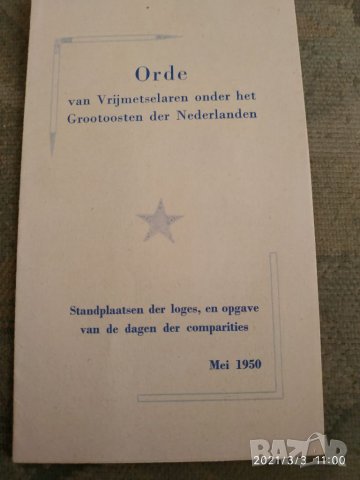 Orde
van Vrijmetselaren onder het
Grootoosten der Nederlanden
Standplaatsen der loges, en opgave
van de dagen der comparities
Mei 1950
BAZAR
2021/3/3 11:00